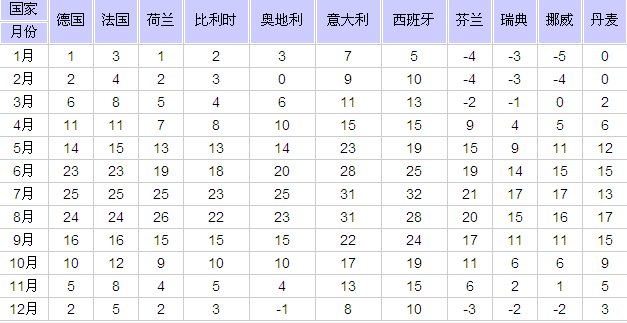 国家 德国 法国 荷兰 比利时 奥地利 意大利 西班牙 芬兰 瑞典 挪威 丹麦
月份
1月 1 3 1 2 3 7 5 -4 -3 -5 0
2月 2 4 2 3 0 9 10 -4 -3 -4 0
3月 6 8 5 4 6 11 13 -2 -1 0 2
4月 11 11 7 8 10 15 15 9 4 5 6
5月 14 15 13 13 14 23 19 15 9 11 12
6月 23 23 19 18 20 28 25 19 14 15 15
7月 25 25 25 23 25 31 32 21 17 17 13
8月 24 24 26 22 23 31 28 20 15 16 17
9月 16 16 15 15 15 22 24 17 11 11 15
10月 10 12 9 10 10 17 19 11 6 6 9
11月 5 8 4 5 4 13 15 6 2 1 5
12月 2 5 2 3 -1 8 10 -3 -2 -2 3